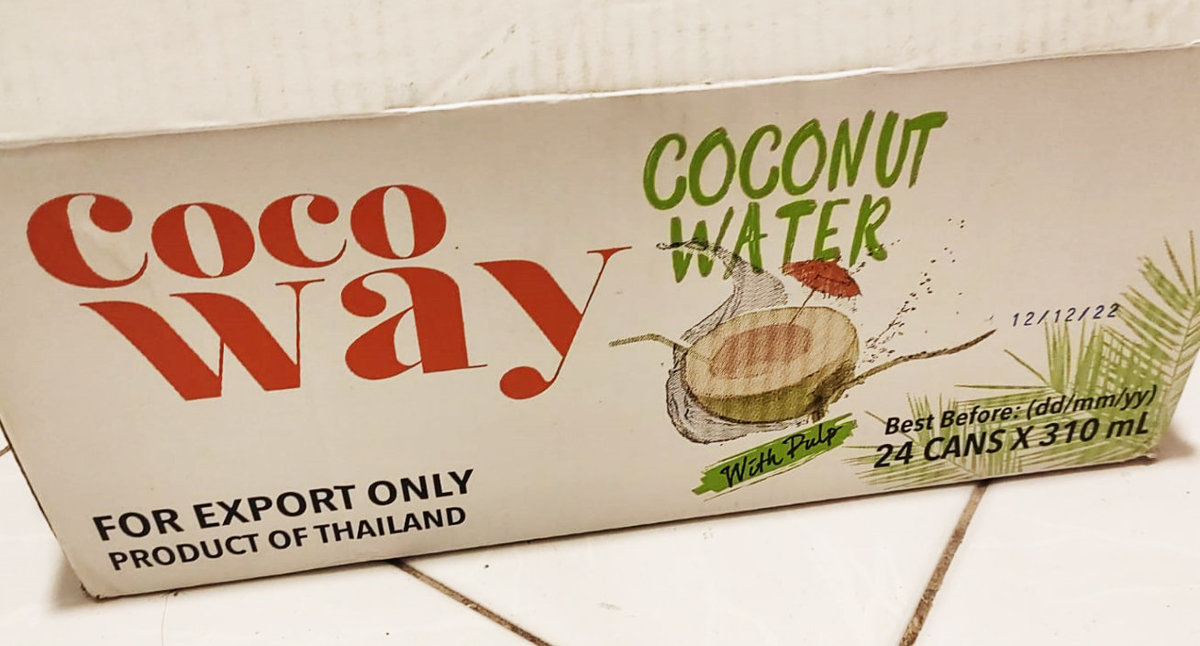 coco
way
COCONUT
WATER
With Pulp
12/12/22
Best Before: (dd/mm/yy)
24 CANS X 310 mL
FOR EXPORT ONLY
PRODUCT OF THAILAND